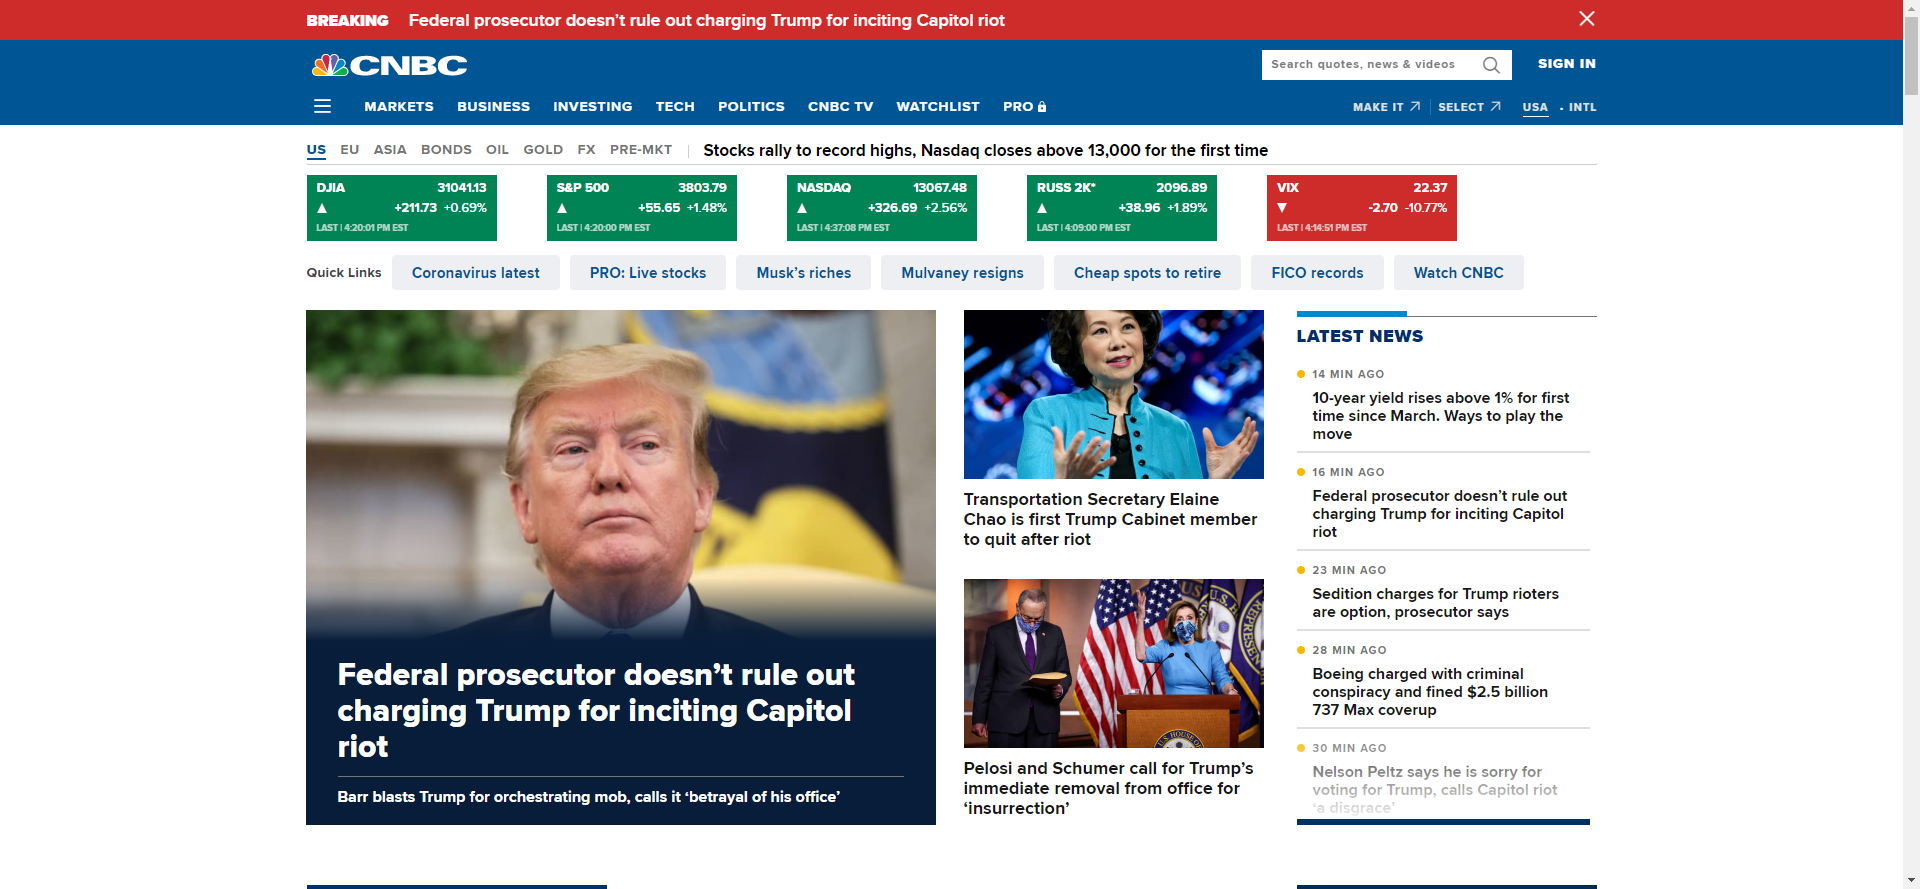 BREAKING Federal prosecutor doesn't rule out charging Trump for inciting Capitol riot
CNBC
Search quotes, news & videos
SIGN IN
MARKETS BUSINESS INVESTING TECH POLITICS CNBC TV WATCHLIST PRO
MAKE IT SELECT USA · INTL
US EU ASIA BONDS OIL GOLD FX PRE-MKT
Stocks rally to record highs, Nasdaq closes above 13,000 for the first time
DJIA 31041.13
+211.73 +0.69%
LAST | 4:20:01 PM EST
S&P 500 3803.79
+55.65 +1.48%
LAST | 4:20:00 PM EST
NASDAQ 13067.48
+326.69 +2.56%
LAST | 4:37:08 PM EST
RUSS 2K* 2096.89
+38.96 +1.89%
LAST | 4:09:00 PM EST
VIX 22.37
-2.70 -10.77%
LAST | 4:14:51 PM EST
Quick Links Coronavirus latest PRO: Live stocks Musk's riches Mulvaney resigns Cheap spots to retire FICO records Watch CNBC
Federal prosecutor doesn't rule out
charging Trump for inciting Capitol
riot
Barr blasts Trump for orchestrating mob, calls it 'betrayal of his office'
Transportation Secretary Elaine
Chao is first Trump Cabinet member
to quit after riot
U.S. HOUSE OF
Pelosi and Schumer call for Trump's
immediate removal from office for
'insurrection'
LATEST NEWS
14 MIN AGO
10-year yield rises above 1% for first
time since March. Ways to play the
move
16 MIN AGO
Federal prosecutor doesn't rule out
charging Trump for inciting Capitol
riot
23 MIN AGO
Sedition charges for Trump rioters
are option, prosecutor says
28 MIN AGO
Boeing charged with criminal
conspiracy and fined $2.5 billion
737 Max coverup
30 MIN AGO
Nelson Peltz says he is sorry for
voting for Trump, calls Capitol riot
'a disgrace'